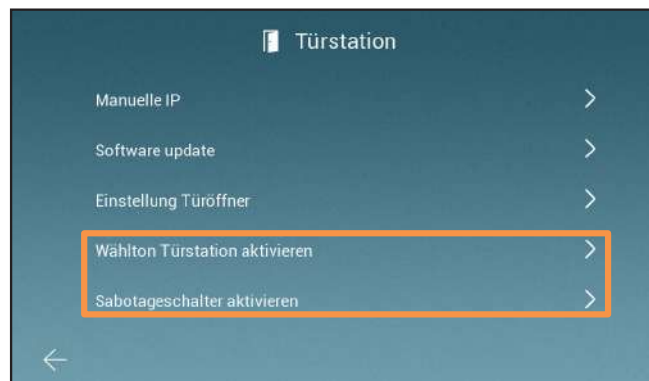 Türstation
Manuelle IP
Software update
Einstellung Türöffner
Wählton Türstation aktivieren
Sabotageschalter aktivieren